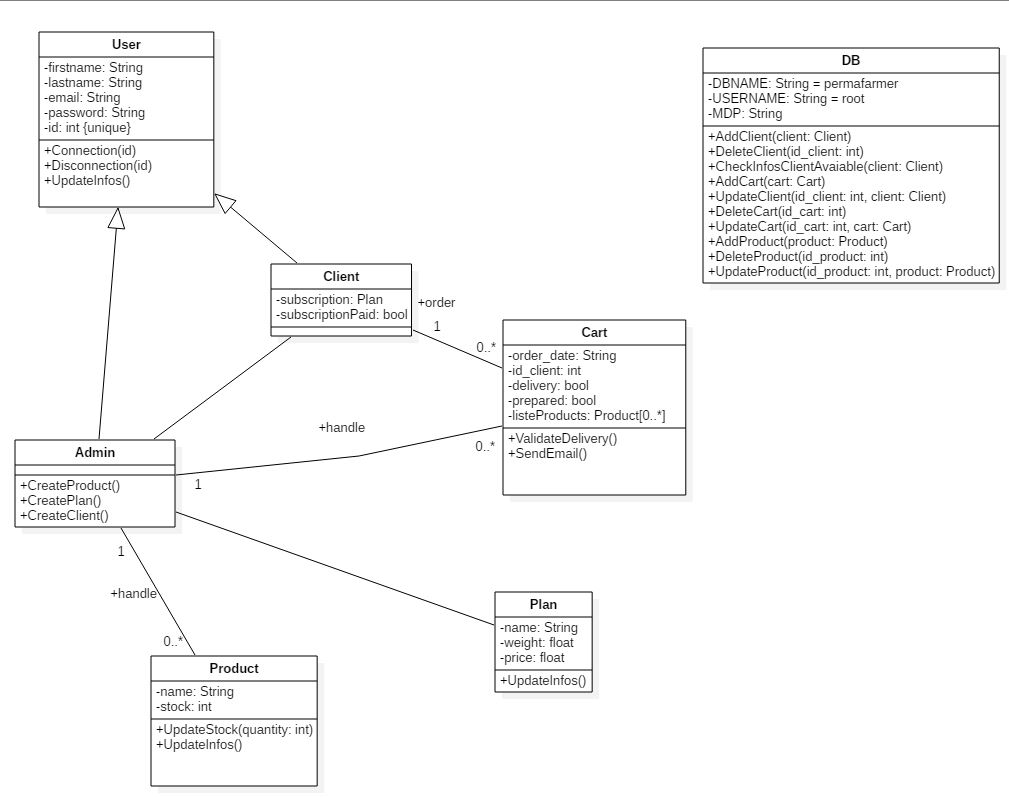 User
-firstname: String
-lastname: String
-email: String
-password: String
-id: int {unique}
+Connection(id)
+Disconnection(id)
+UpdateInfos()
DB
-DBNAME: String = permafarmer
-USERNAME: String = root
-MDP: String
+AddClient(client: Client)
+DeleteClient(id_client: int)
+CheckInfosClientAvaiable(client: Client)
+AddCart(cart: Cart)
+UpdateClient(id_client: int, client: Client)
+DeleteCart(id_cart: int)
+UpdateCart(id_cart: int, cart: Cart)
+AddProduct(product: Product)
+DeleteProduct(id_product: int)
+UpdateProduct(id_product: int, product: Product)
Client
-subscription: Plan
-subscriptionPaid: bool
+order
1
0..*
Cart
-order_date: String
-id_client: int
-delivery: bool
-prepared: bool
-listeProducts: Product[0..*]
+ValidateDelivery()
+SendEmail()
+handle
0..*
1
Admin
+CreateProduct()
+CreatePlan()
+CreateClient()
1
+handle
0..*
Plan
-name: String
-weight: float
-price: float
+UpdateInfos()
Product
-name: String
-stock: int
+UpdateStock(quantity: int)
+UpdateInfos()